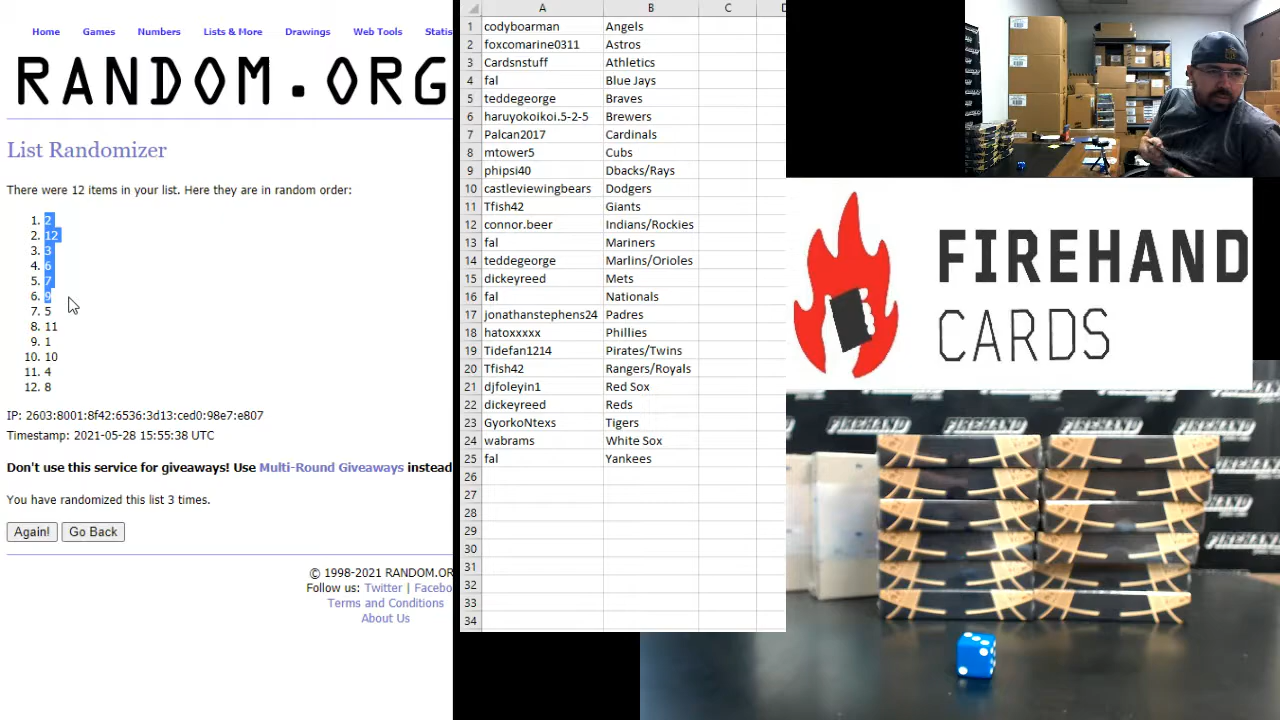 Home Games Numbers Lists & More Drawings Web Tools Statis
RANDOM.ORG
List Randomizer
There were 12 items in your list. Here they are in random order:
1. 2
2. 12
3. 3
4. 6
5. 7
6. 9
7. 5
8. 11
9. 1
10. 10
11. 4
12. 8
IP: 2603:8001:8f42:6536:3d13:ced0:98e7:e807
Timestamp: 2021-05-28 15:55:38 UTC
Don't use this service for giveaways! Use Multi-Round Giveaways instead
You have randomized this list 3 times.
Again! Go Back
© 1998-2021 RANDOM.OR
Follow us: Twitter | Facebo
Terms and Conditions
About Us
A B C D
1 codyboarman Angels
2 foxcomarine0311 Astros
3 Cardsnstuff Athletics
4 fal Blue Jays
5 teddegeorge Braves
6 haruyokoikoi.5-2-5 Brewers
7 Palcan2017 Cardinals
8 mtower5 Cubs
9 phipsi40 Dbacks/Rays
10 castleviewingbears Dodgers
11 Tfish42 Giants
12 connor.beer Indians/Rockies
13 fal Mariners
14 teddegeorge Marlins/Orioles
15 dickeyreed Mets
16 fal Nationals
17 jonathanstephens24 Padres
18 hatoxxxxx Phillies
19 Tidefan1214 Pirates/Twins
20 Tfish42 Rangers/Royals
21 djfoleyin1 Red Sox
22 dickeyreed Reds
23 GyorkoNtexs Tigers
24 wabrams White Sox
25 fal Yankees
26
27
28
29
30
31
32
33
34
FIREHAND
CARDS
FIREHAND FIREHAND
FIREHAND